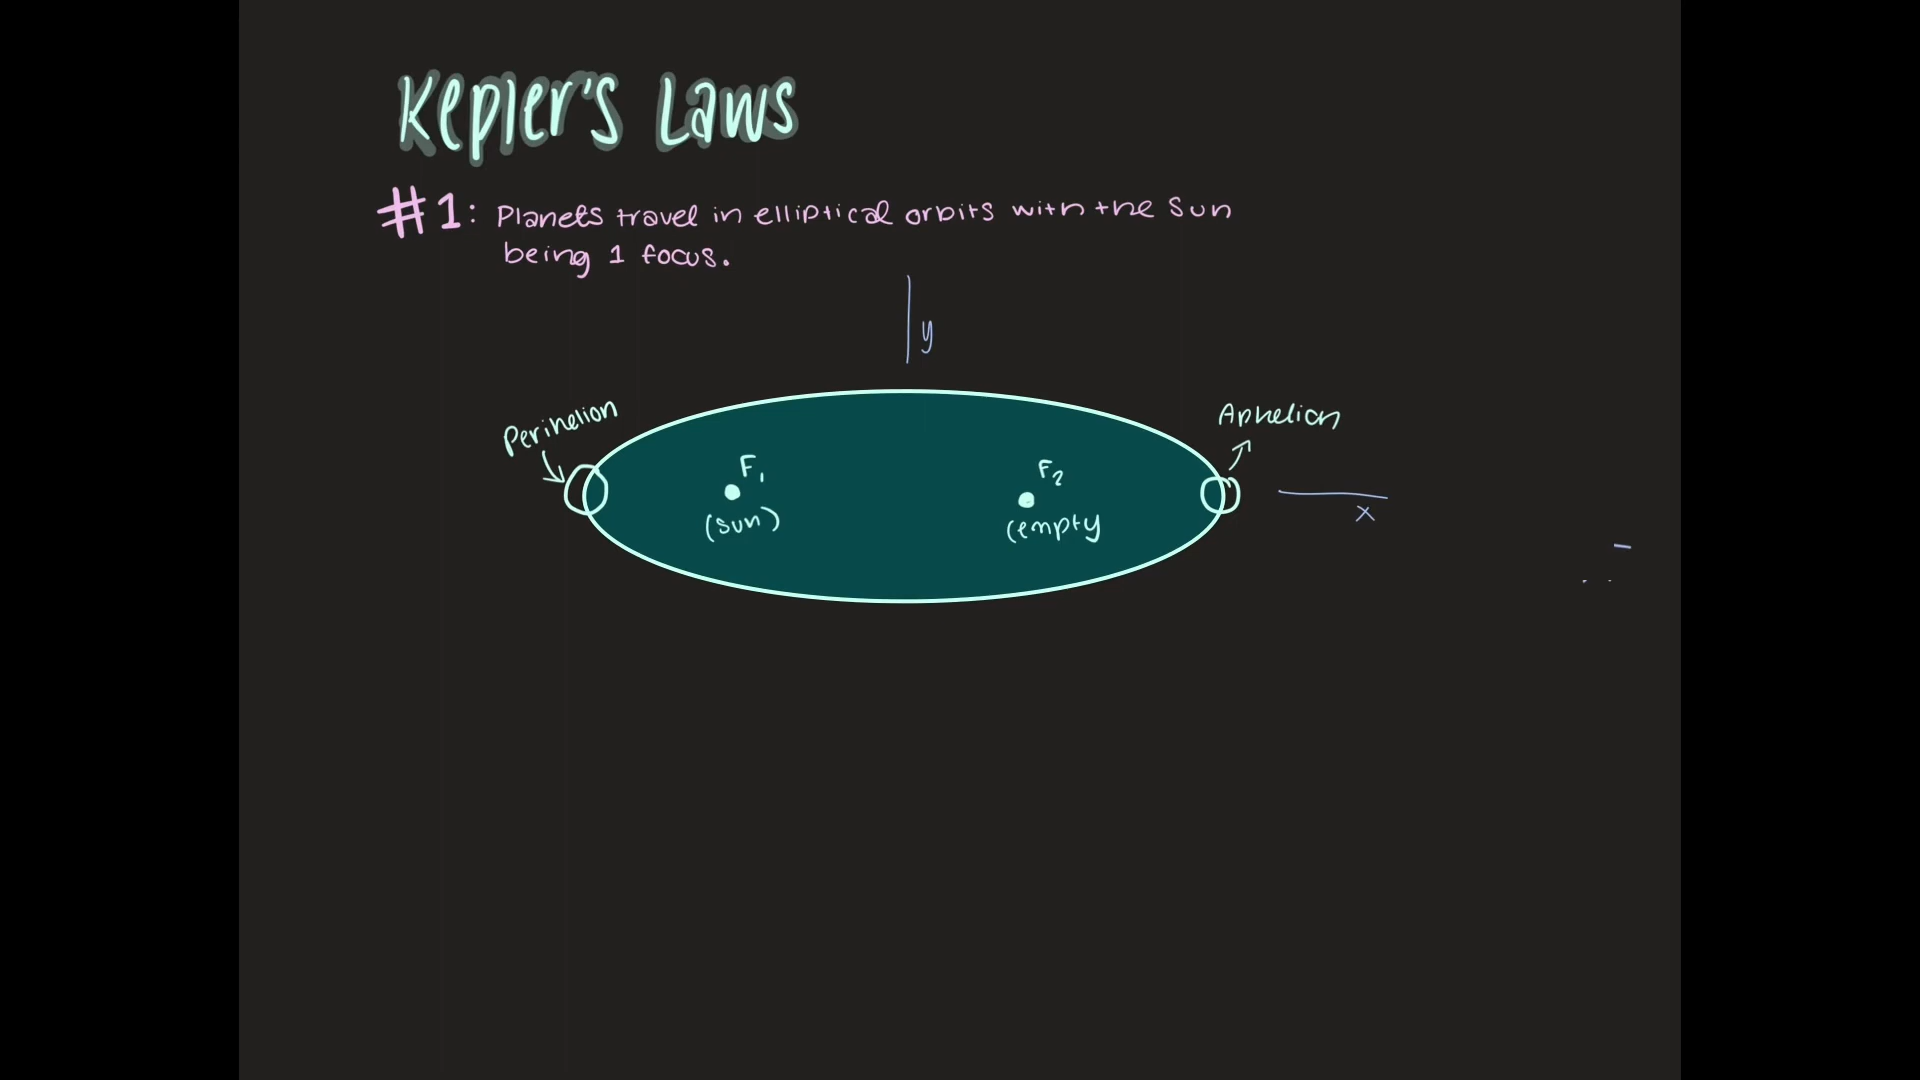 Kepler's Laws
#1: Planets travel in elliptical orbits with the Sun
being 1 focus.
y
Perihelion
Aphelion
F₁
F₂
(sun)
(empty
x